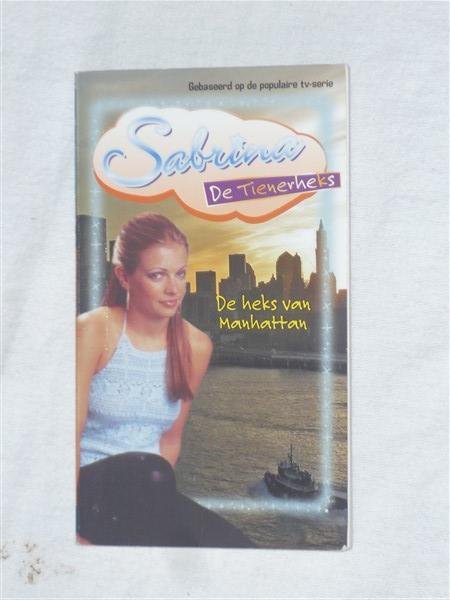 Gebaseerd op de populaire tv-serie
Sabrina
De Tienerheks
De heks van
Manhattan